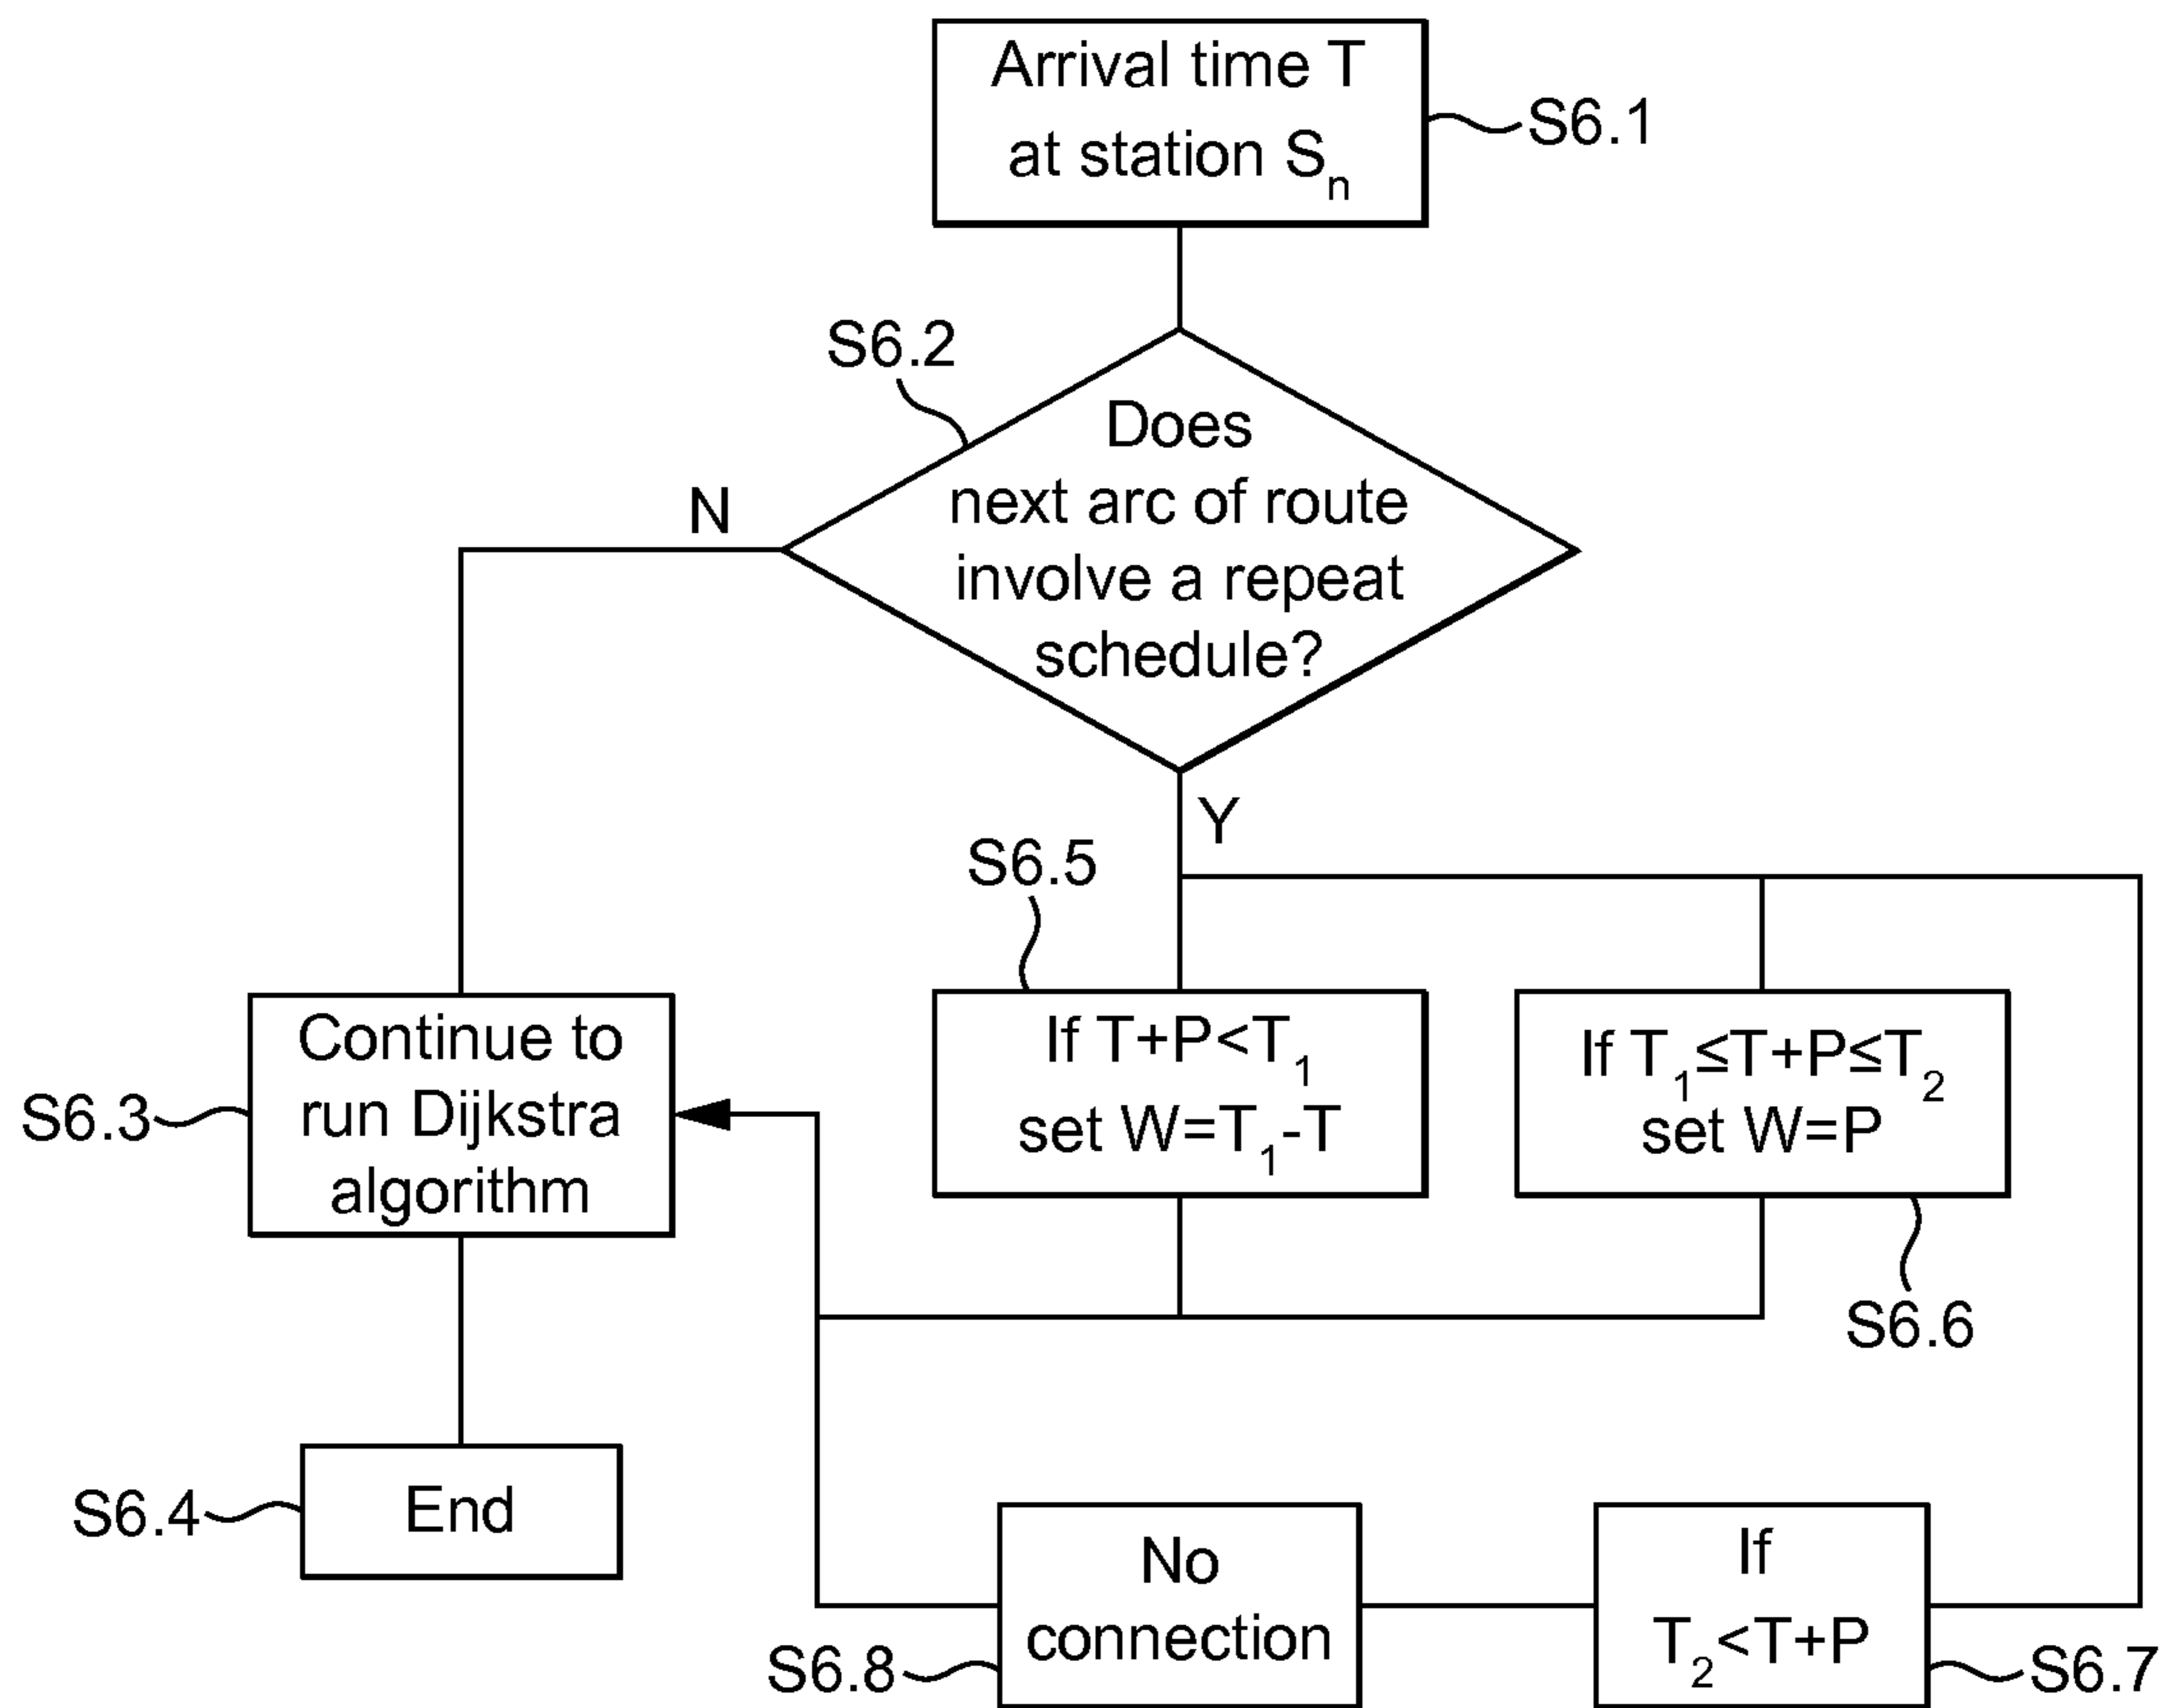 Arrival time T
at station Sₙ
S6.1
S6.2
Does
next arc of route
involve a repeat
schedule?
N
Y
S6.5
If T+P<T₁
set W=T₁-T
If T₁≤T+P≤T₂
set W=P
S6.6
Continue to
run Dijkstra
algorithm
S6.3
End
S6.4
No
connection
S6.8
If
T₂<T+P
S6.7